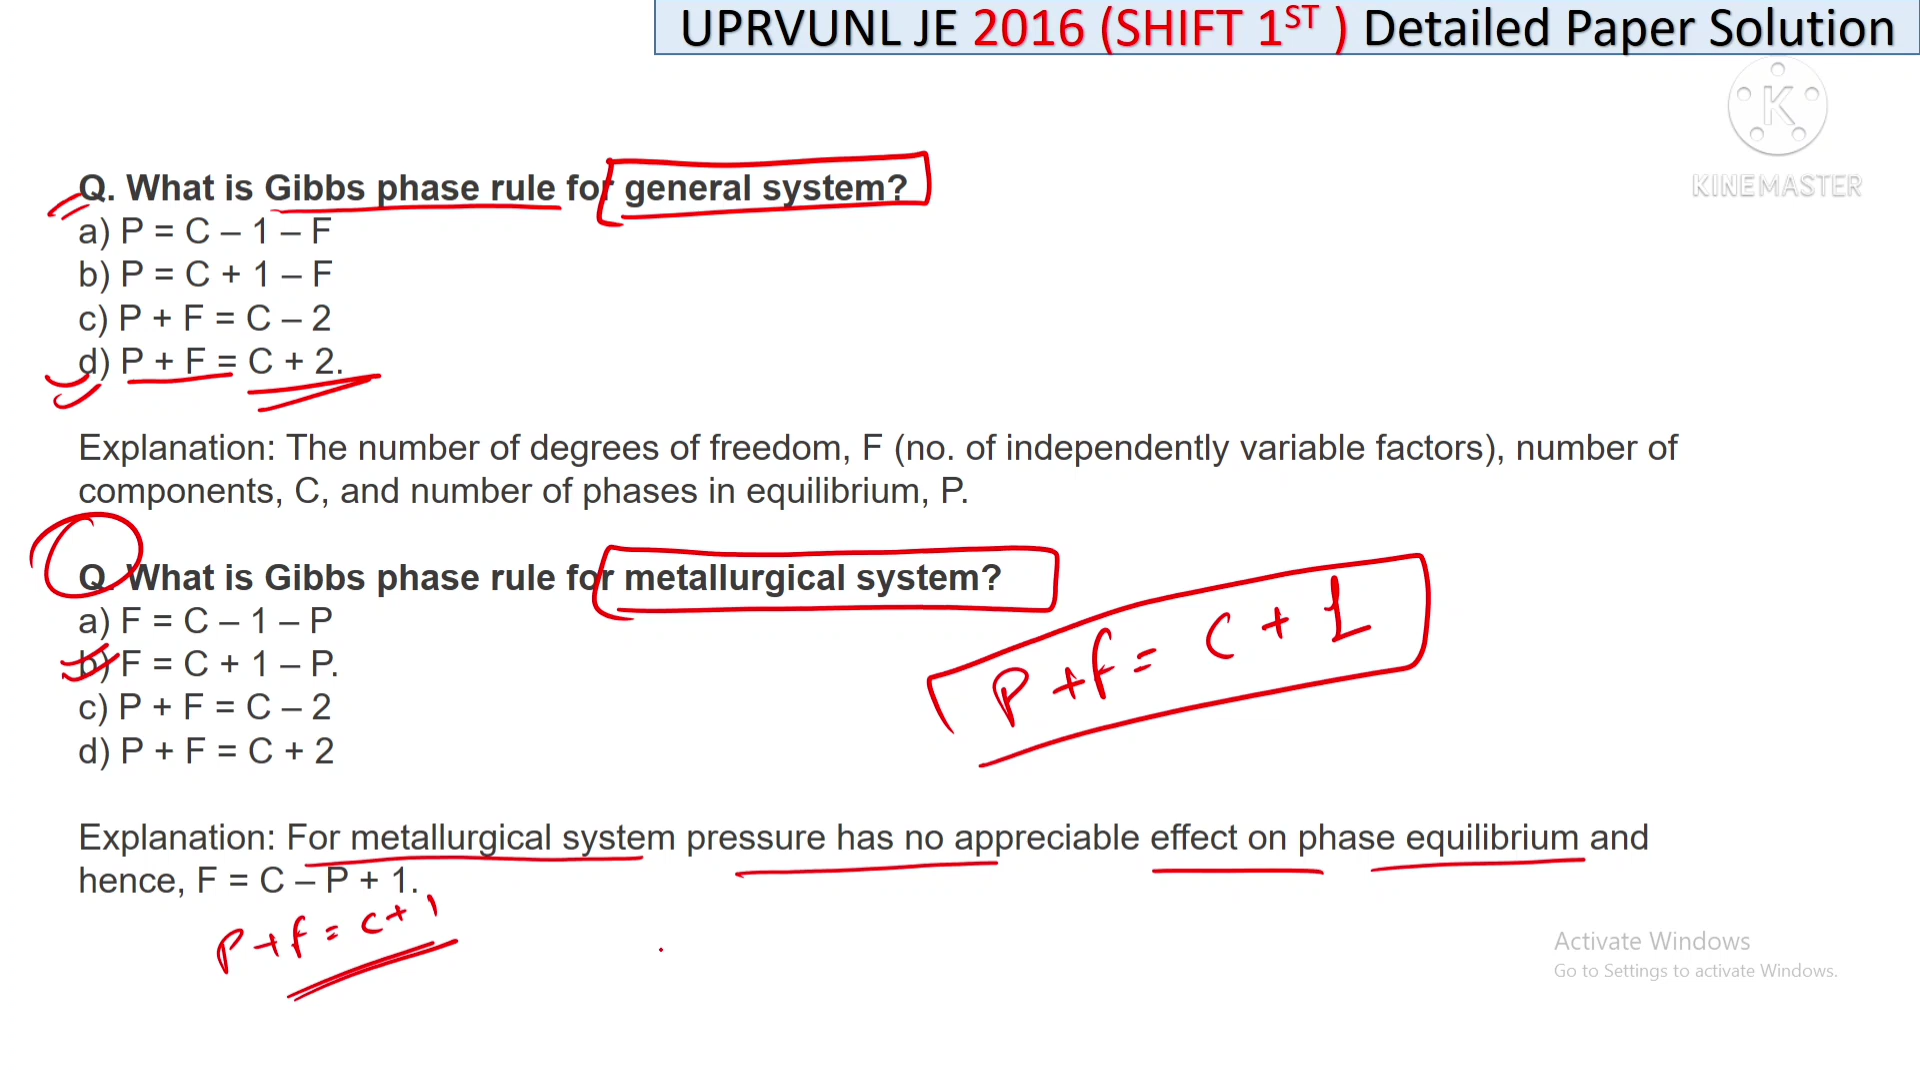 UPRVUNL JE 2016 (SHIFT 1ST ) Detailed Paper Solution
K
KINEMASTER
Q. What is Gibbs phase rule for general system?
a) P = C – 1 – F
b) P = C + 1 – F
c) P + F = C – 2
d) P + F = C + 2.
Explanation: The number of degrees of freedom, F (no. of independently variable factors), number of
components, C, and number of phases in equilibrium, P.
Q. What is Gibbs phase rule for metallurgical system?
a) F = C – 1 – P
b) F = C + 1 – P.
c) P + F = C – 2
d) P + F = C + 2
P + f = C + 1
Explanation: For metallurgical system pressure has no appreciable effect on phase equilibrium and
hence, F = C – P + 1.
P + f = C + 1
Activate Windows
Go to Settings to activate Windows.